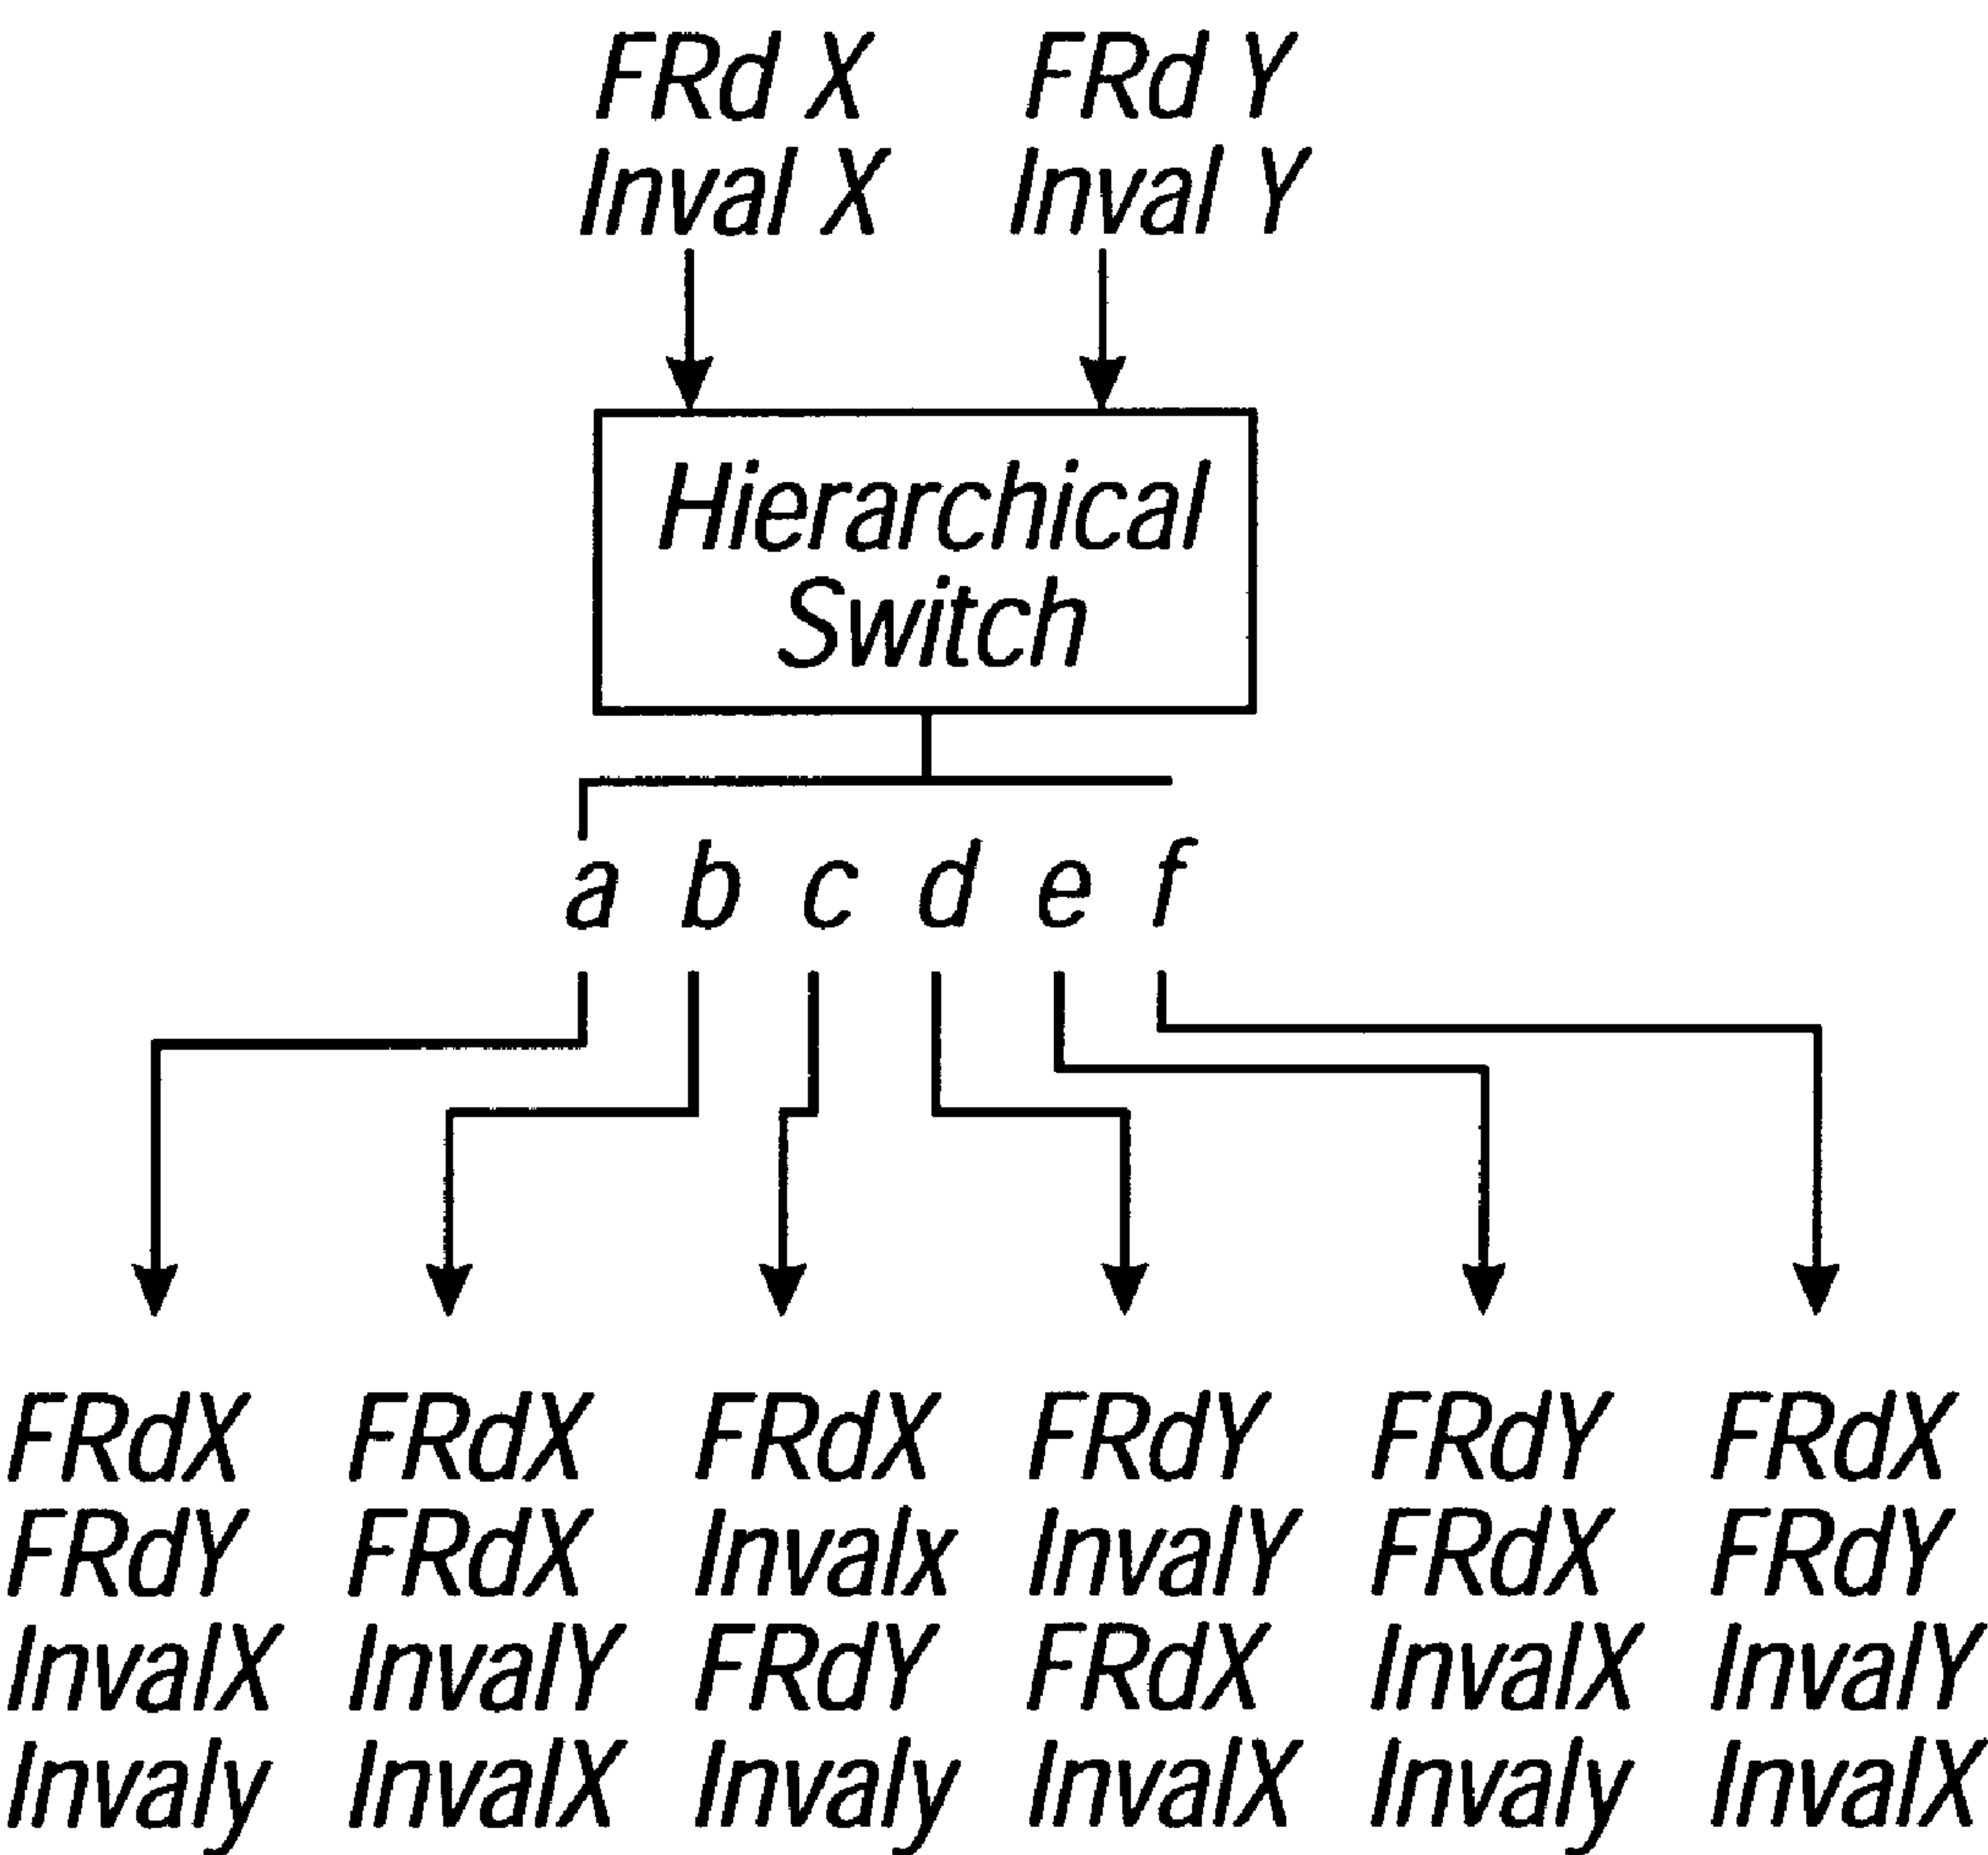 FRd X FRd Y
Inval X Inval Y
Hierarchical
Switch
a b c d e f
FRdX FRdX FRdX FRdY FRdY FRdX
FRdY FRdX Invalx InvalY FRdX FRdY
InvalX InvalY FRdY FRdX InvalX InvalY
Invaly InvalX Invaly InvalX Invaly InvalX